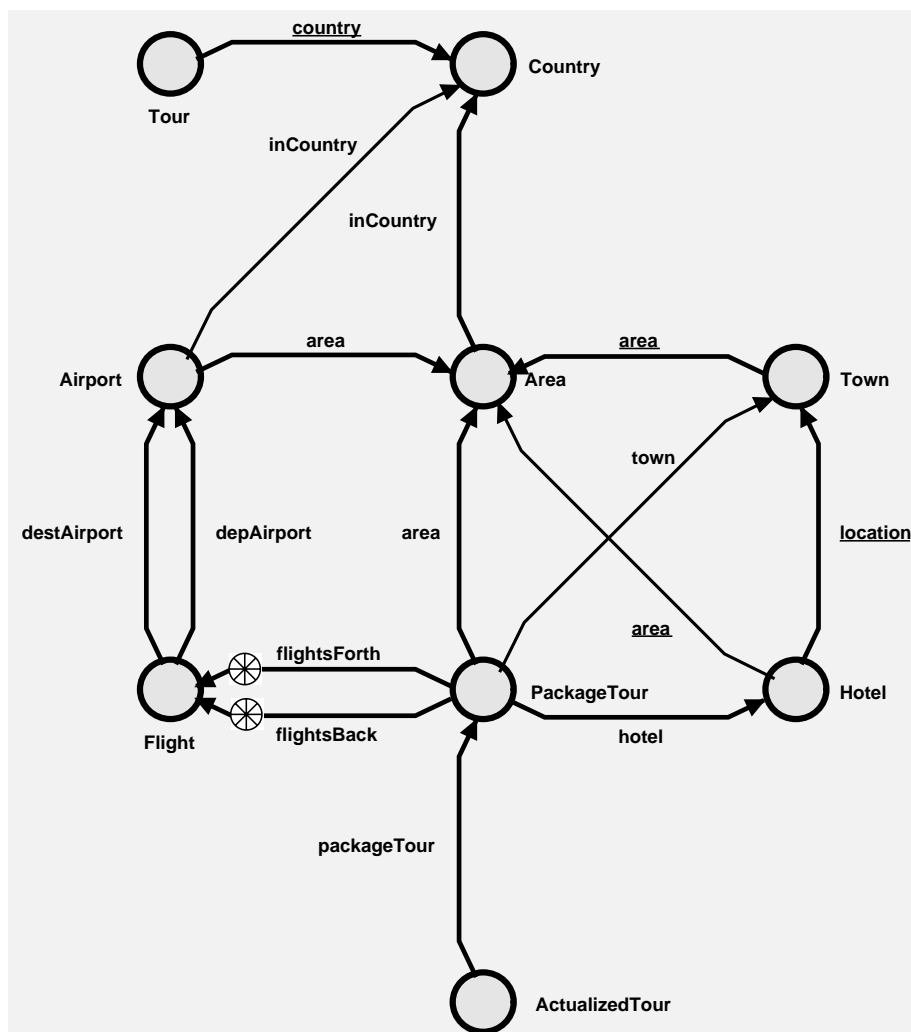 country
Country
Tour
inCountry
inCountry
area
area
Airport
Area
Town
town
destAirport
depAirport
area
location
area
flightsForth
PackageTour
Hotel
flightsBack
hotel
Flight
packageTour
ActualizedTour